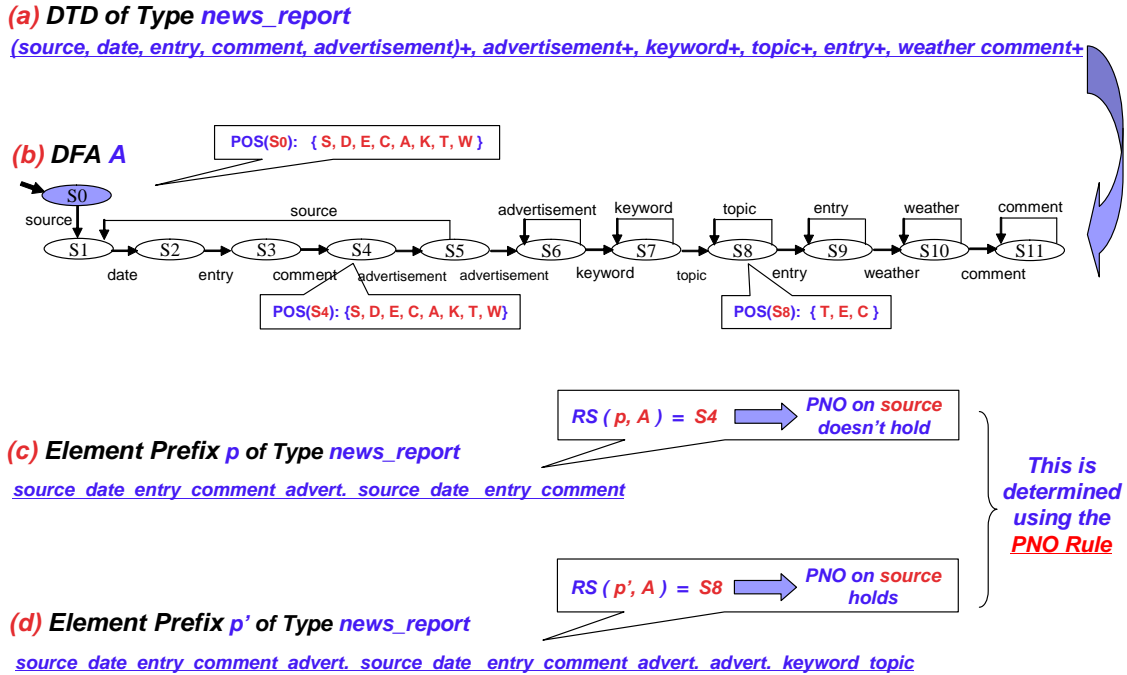 (a) DTD of Type news_report
(source, date, entry, comment, advertisement)+, advertisement+, keyword+, topic+, entry+, weather comment+
POS(S0): { S, D, E, C, A, K, T, W }
(b) DFA A
S0
source
source
advertisement
keyword
topic
entry
weather
comment
S1 S2 S3 S4 S5 S6 S7 S8 S9 S10 S11
date entry comment advertisement advertisement keyword topic entry weather comment
POS(S4): {S, D, E, C, A, K, T, W}
POS(S8): { T, E, C }
RS ( p, A ) = S4
PNO on source
doesn't hold
(c) Element Prefix p of Type news_report
source date entry comment advert. source date entry comment
This is
determined
using the
PNO Rule
RS ( p', A ) = S8
PNO on source
holds
(d) Element Prefix p' of Type news_report
source date entry comment advert. source date entry comment advert. advert. keyword topic